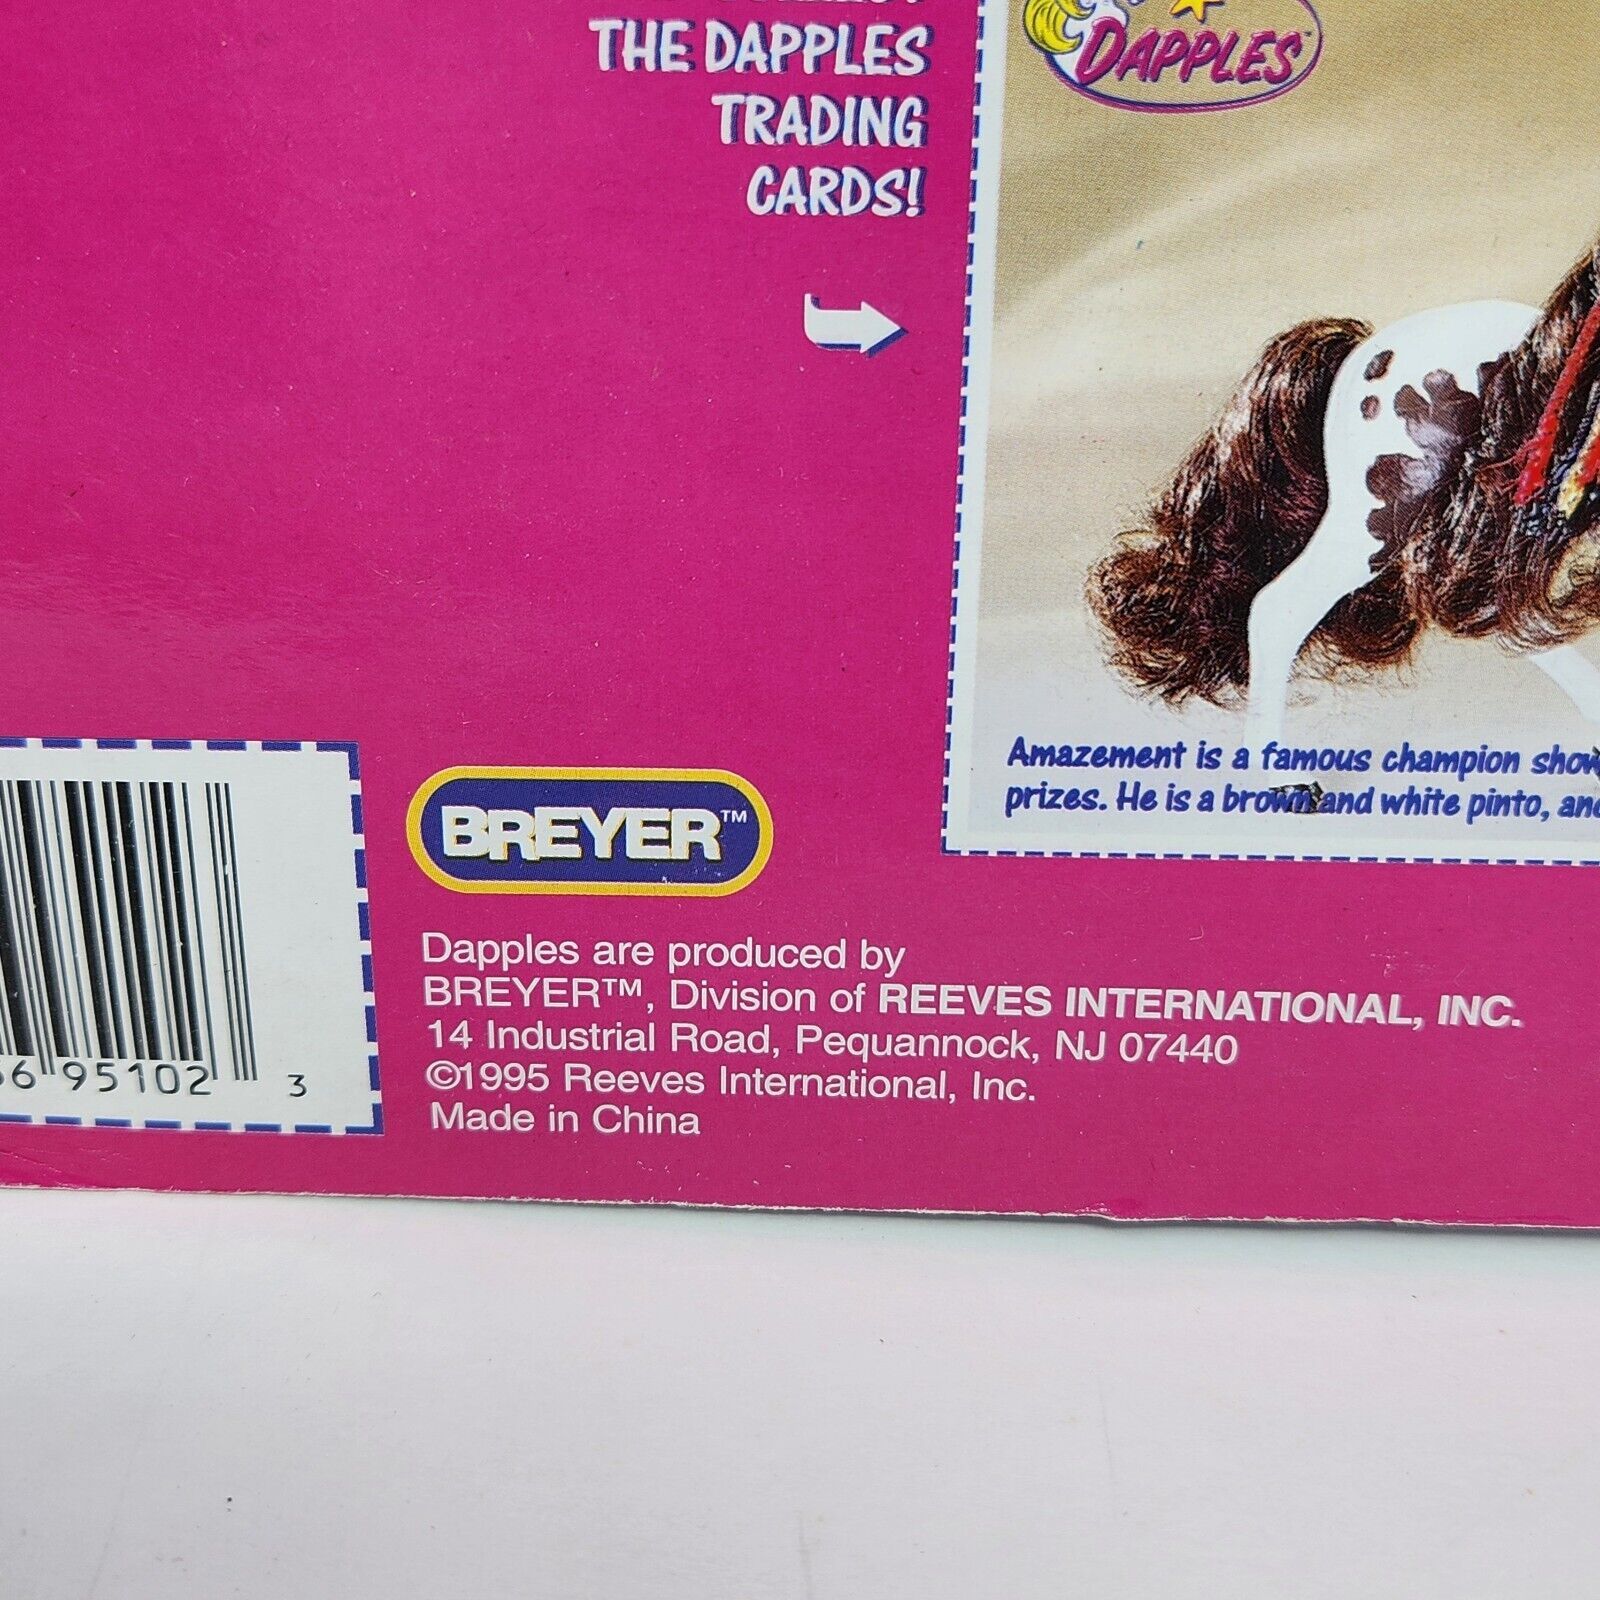 THE DAPPLES
TRADING
CARDS!
DAPPLES™
Amazement is a famous champion show
prizes. He is a brown and white pinto, and
BREYER™
Dapples are produced by
BREYER™, Division of REEVES INTERNATIONAL, INC.
14 Industrial Road, Pequannock, NJ 07440
©1995 Reeves International, Inc.
Made in China
95102 3